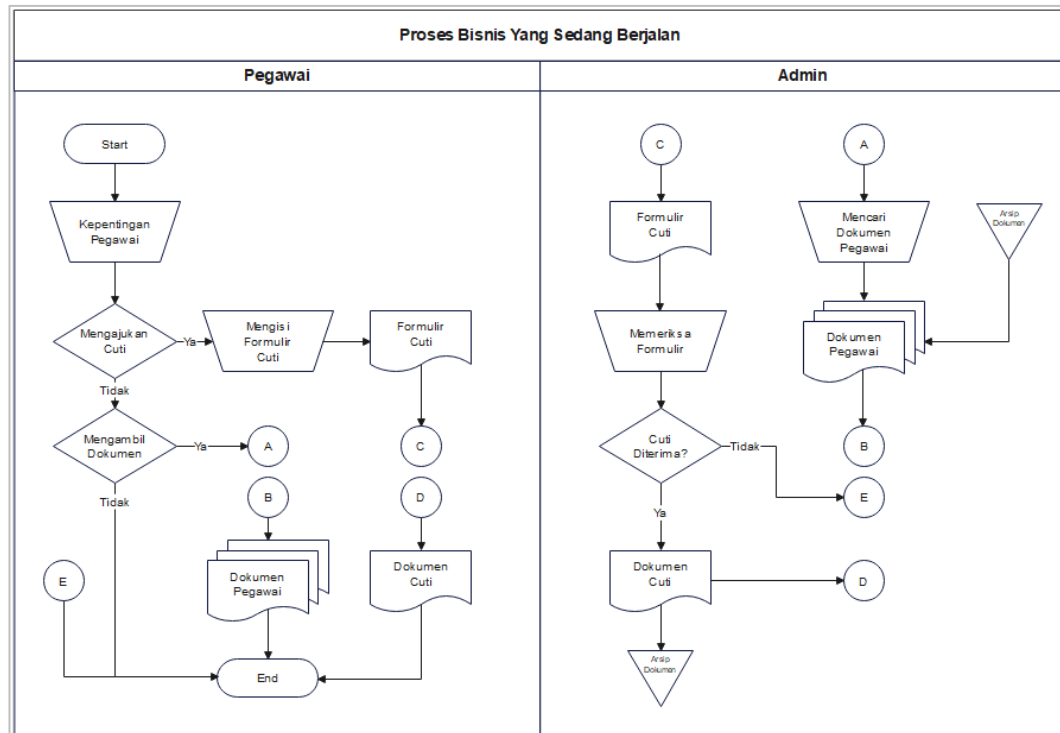 Proses Bisnis Yang Sedang Berjalan
Pegawai
Admin
Start
Kepentingan
Pegawai
Mengajukan
Cuti
Ya
Mengisi
Formulir
Cuti
Formulir
Cuti
Tidak
Mengambil
Dokumen
Ya
A
C
Tidak
B
D
E
Dokumen
Pegawai
Dokumen
Cuti
End
C
A
Formulir
Cuti
Mencari
Dokumen
Pegawai
Arsip
Dokumen
Memeriksa
Formulir
Dokumen
Pegawai
Cuti
Diterima?
Tidak
B
E
Ya
Dokumen
Cuti
D
Arsip
Dokumen